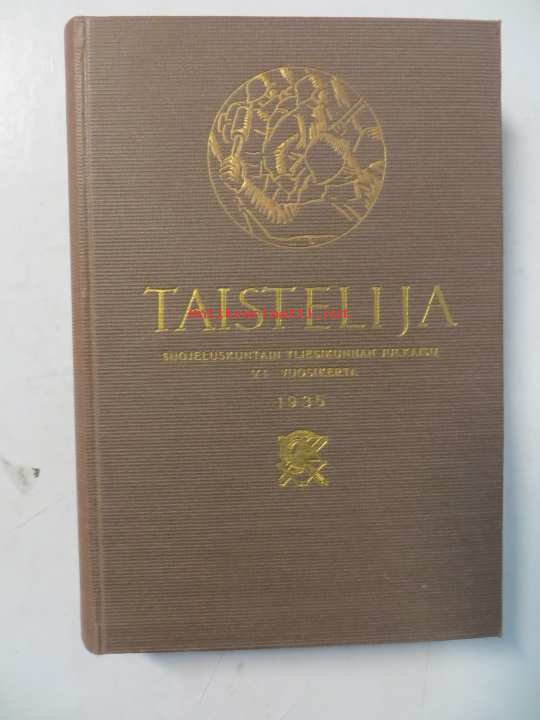 TAISTELIJA
SUOJELUSKUNTAIN YLIESIKUNNAN JULKAISU
VI VUOSIKERTA
1935